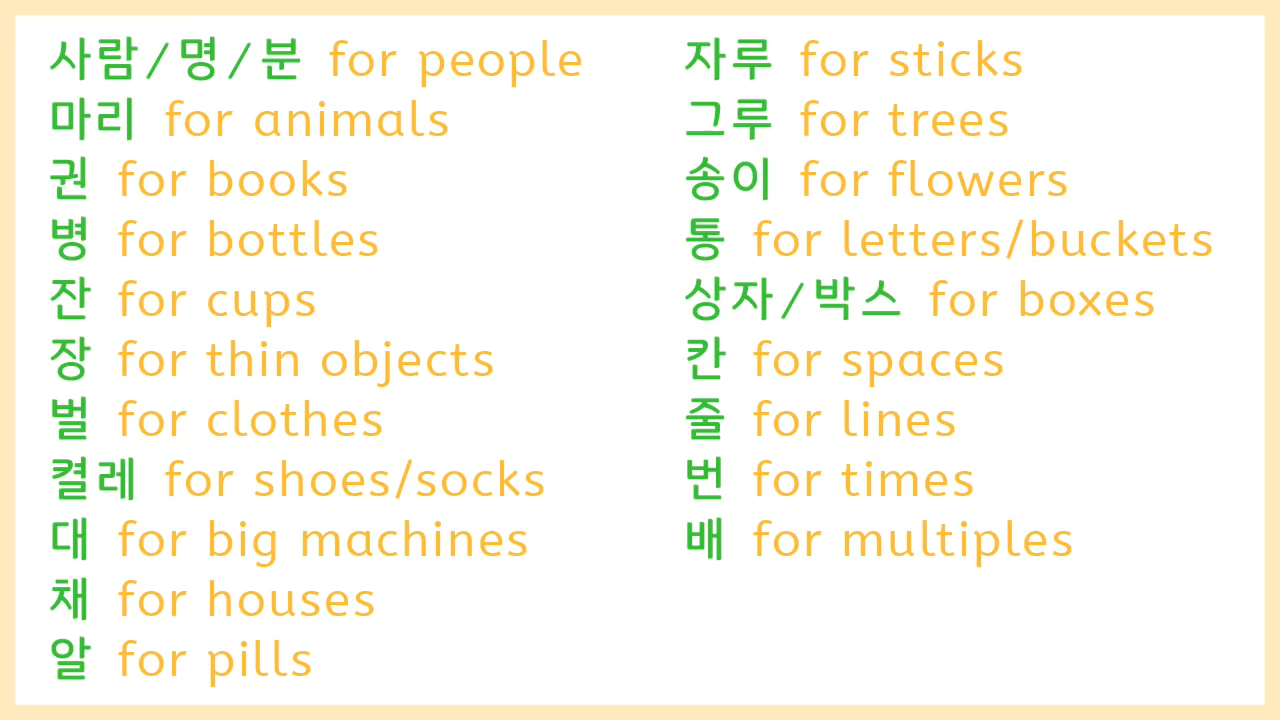 사람/명/분 for people
마리 for animals
권 for books
병 for bottles
잔 for cups
장 for thin objects
벌 for clothes
켤레 for shoes/socks
대 for big machines
채 for houses
알 for pills
자루 for sticks
그루 for trees
송이 for flowers
통 for letters/buckets
상자/박스 for boxes
칸 for spaces
줄 for lines
번 for times
배 for multiples